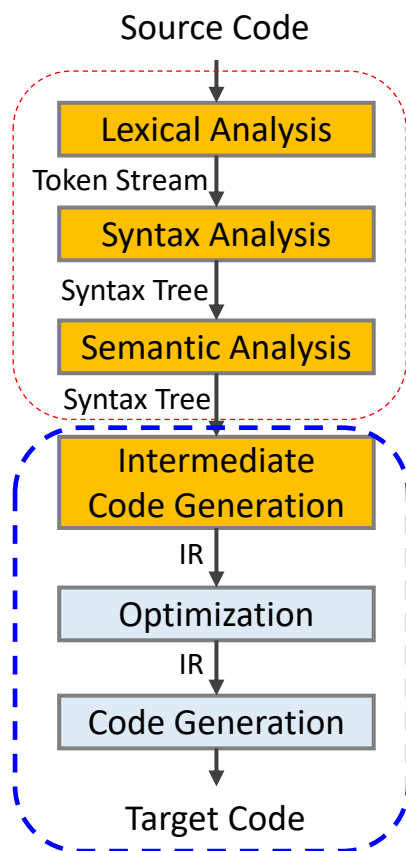 Source Code
Lexical Analysis
Token Stream
Syntax Analysis
Syntax Tree
Semantic Analysis
Syntax Tree
Intermediate
Code Generation
IR
Optimization
IR
Code Generation
Target Code